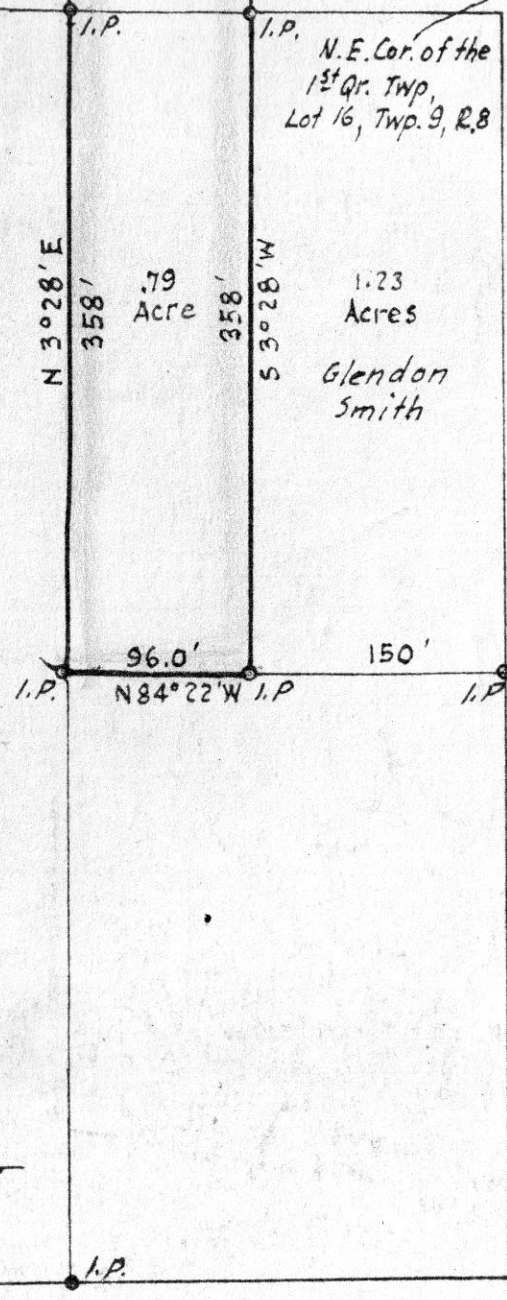 I.P.
I.P.
N.E. Cor. of the
1st Qr. Twp,
Lot 16, Twp. 9, R.8
N 3°28' E
358'
.79
Acre
358'
S 3°28' W
1.23
Acres
Glendon
Smith
96.0'
150'
I.P.
N 84° 22' W
I.P
I.P
I.P.